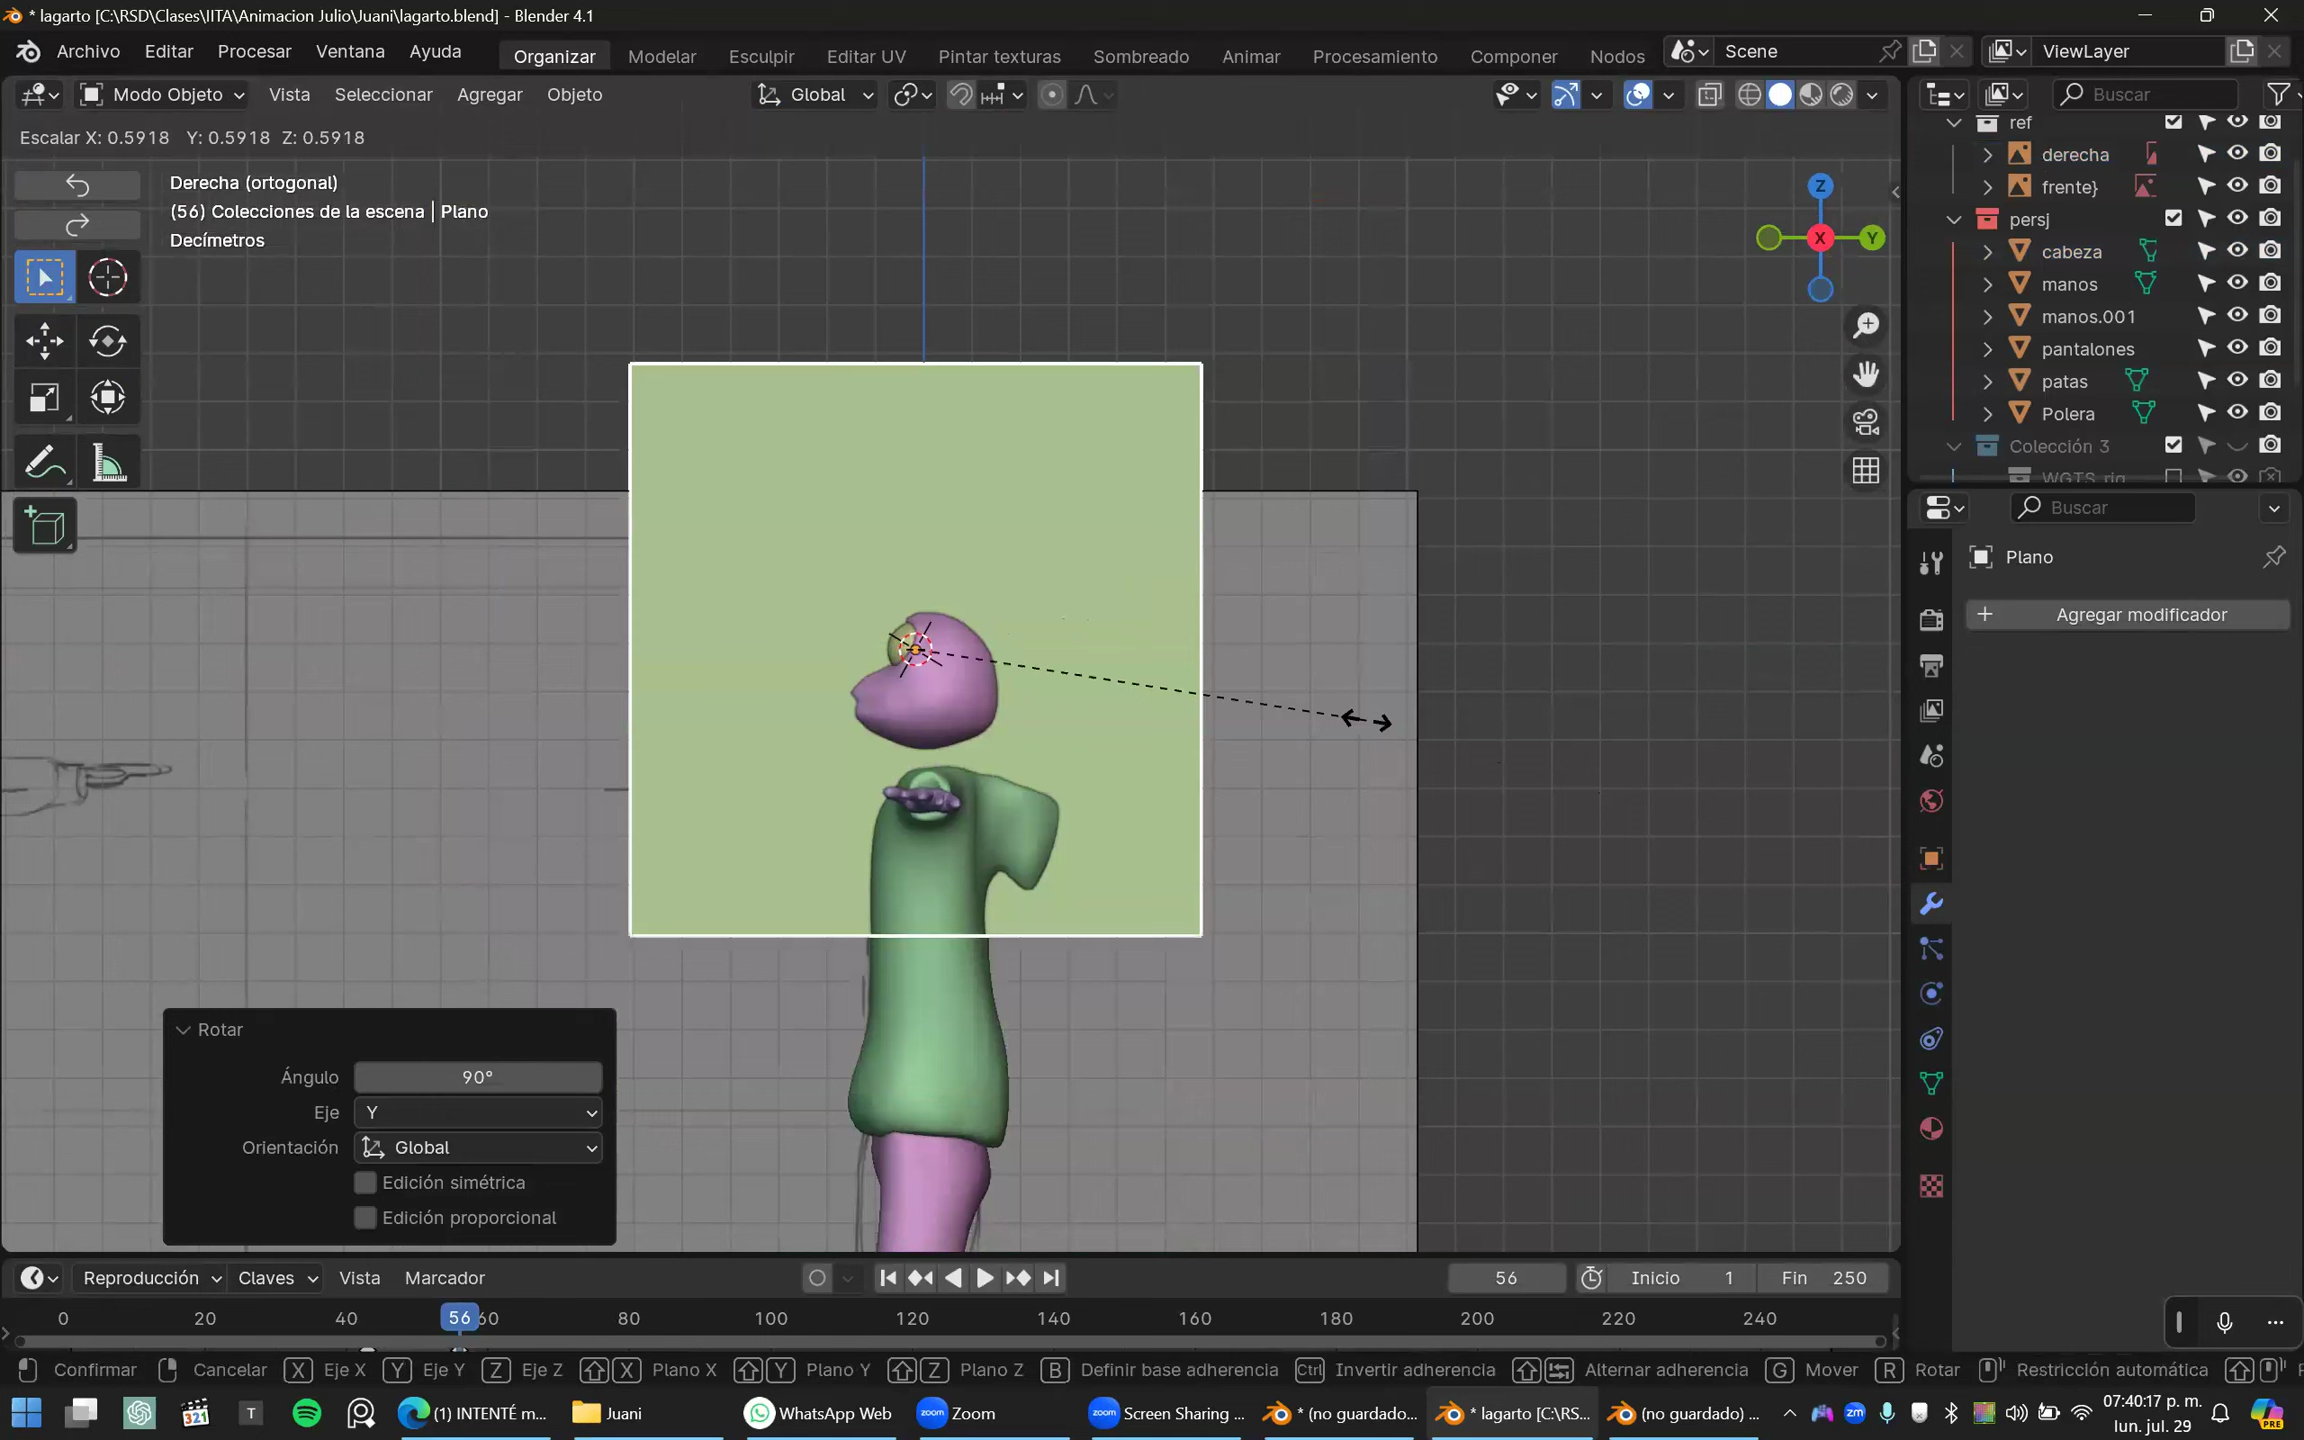 * lagarto [C:\RSD\Clases\IITA\Animacion Julio\Juani\lagarto.blend] - Blender 4.1
Archivo Editar Procesar Ventana Ayuda Organizar Modelar Esculpir Editar UV Pintar texturas Sombreado Animar Procesamiento Componer Nodos Scene ViewLayer
Modo Objeto Vista Seleccionar Agregar Objeto Global Buscar
Escalar X: 0.5918 Y: 0.5918 Z: 0.5918
Derecha (ortogonal)
(56) Colecciones de la escena | Plano
Decímetros
Z
X
Y
ref
derecha
frente}
persj
cabeza
manos
manos.001
pantalones
patas
Polera
Colección 3
WGTS_rig
Buscar
Plano
Agregar modificador
Rotar
Ángulo 90°
Eje Y
Orientación Global
Edición simétrica
Edición proporcional
Reproducción Claves Vista Marcador 56 Inicio 1 Fin 250
0 20 40 56 60 80 100 120 140 160 180 200 220 240
Confirmar Cancelar X Eje X Y Eje Y Z Eje Z X Plano X Y Plano Y Z Plano Z B Definir base adherencia Ctrl Invertir adherencia Alternar adherencia G Mover R Rotar Restricción automática
(1) INTENTÉ m... Juani WhatsApp Web Zoom Screen Sharing ... * (no guardado... * lagarto [C:\RS... (no guardado) ... 07:40:17 p. m.
lun. jul. 29